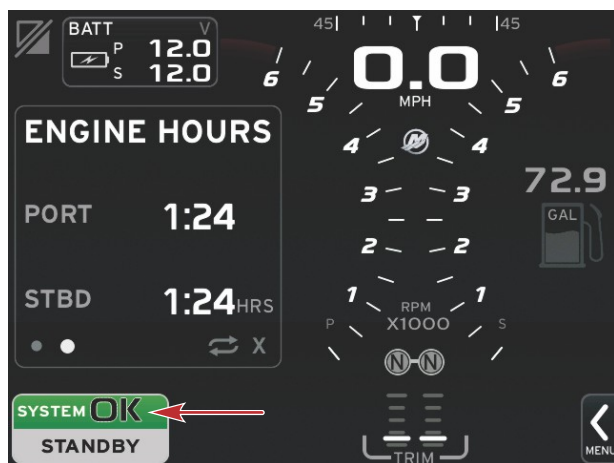 BATT V
P 12.0
S 12.0
45 45
0.0
MPH
6 6
5 5
4 4
3 3
2 2
1 1
RPM
X1000
P S
N N
TRIM
ENGINE HOURS
PORT 1:24
STBD 1:24 HRS
X
72.9
GAL
SYSTEM OK
STANDBY
MENU